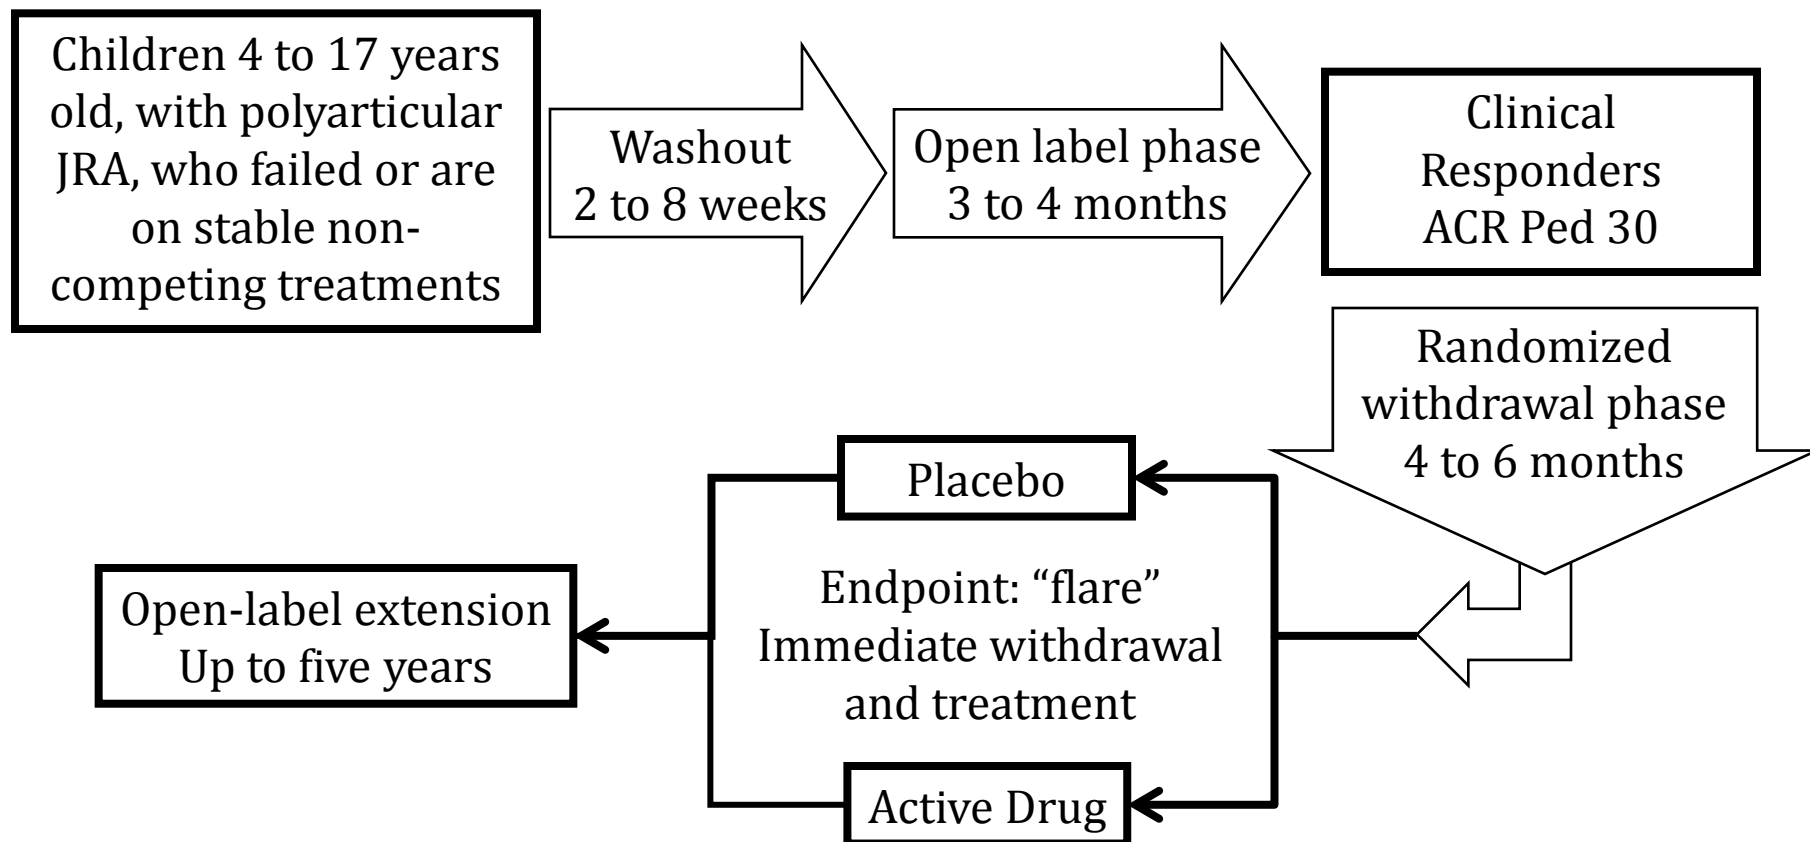 Children 4 to 17 years
old, with polyarticular
JRA, who failed or are
on stable non-
competing treatments
Washout
2 to 8 weeks
Open label phase
3 to 4 months
Clinical
Responders
ACR Ped 30
Randomized
withdrawal phase
4 to 6 months
Placebo
Endpoint: “flare”
Immediate withdrawal
and treatment
Active Drug
Open-label extension
Up to five years